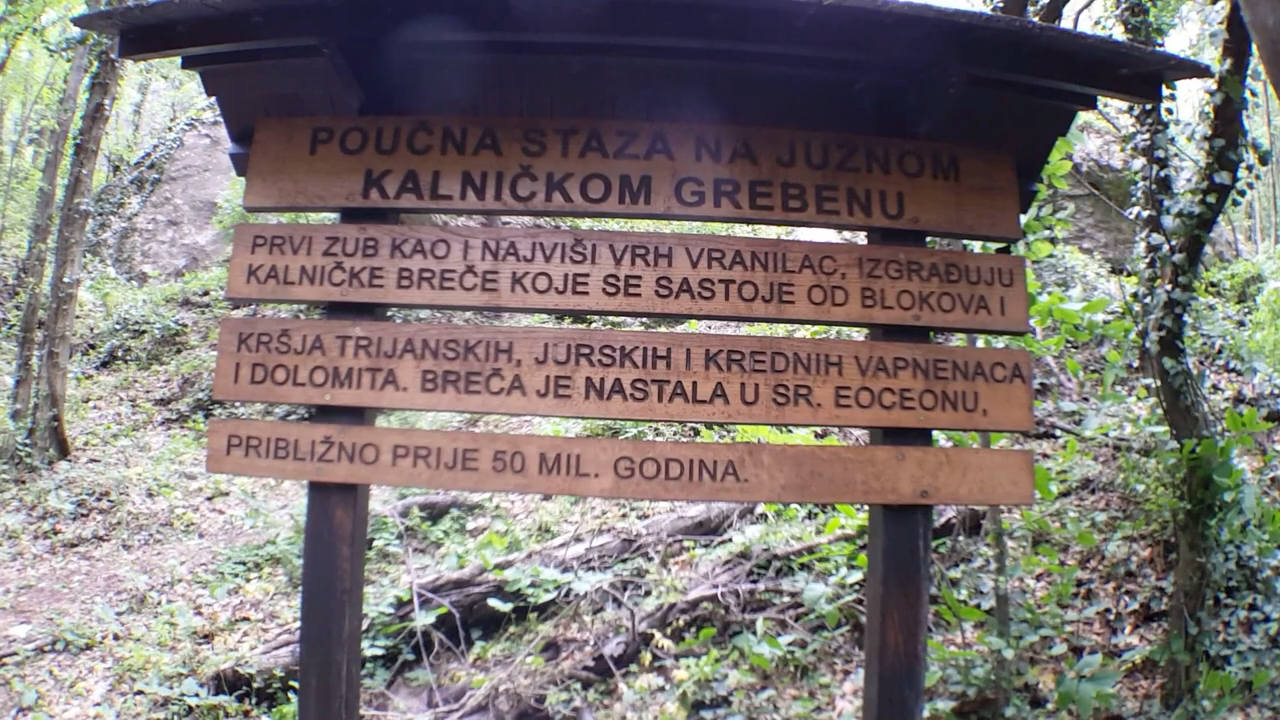 POUČNA STAZA NA JUŽNOM
KALNIČKOM GREBENU
PRVI ZUB KAO I NAJVIŠI VRH VRANILAC, IZGRAĐUJU
KALNIČKE BREČE KOJE SE SASTOJE OD BLOKOVA I
KRŠJA TRIJANSKIH, JURSKIH I KREDNIH VAPNENACA
I DOLOMITA. BREČA JE NASTALA U SR. EOCEONU,
PRIBLIŽNO PRIJE 50 MIL. GODINA.